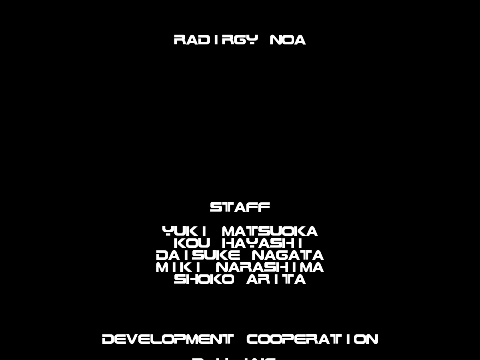 RADIRGY NOA
STAFF
YUKI MATSUOKA
KOU HAYASHI
DAISUKE NAGATA
MIKI NARASHIMA
SHOKO ARITA
DEVELOPMENT COOPERATION